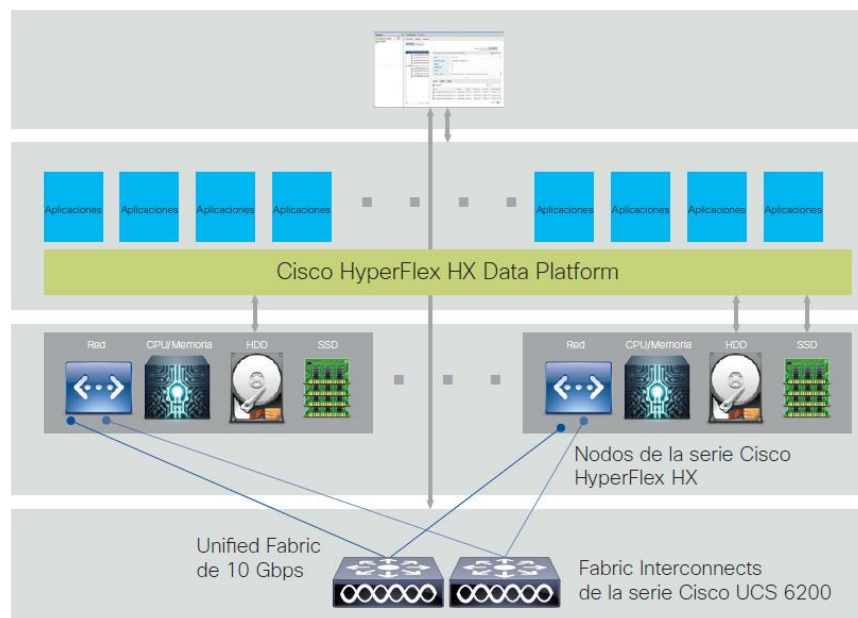 Aplicaciones Aplicaciones Aplicaciones Aplicaciones Aplicaciones Aplicaciones Aplicaciones Aplicaciones
Cisco HyperFlex HX Data Platform
Red CPU/Memoria HDD SSD
Red CPU/Memoria HDD SSD
Nodos de la serie Cisco
HyperFlex HX
Unified Fabric
de 10 Gbps
Fabric Interconnects
de la serie Cisco UCS 6200